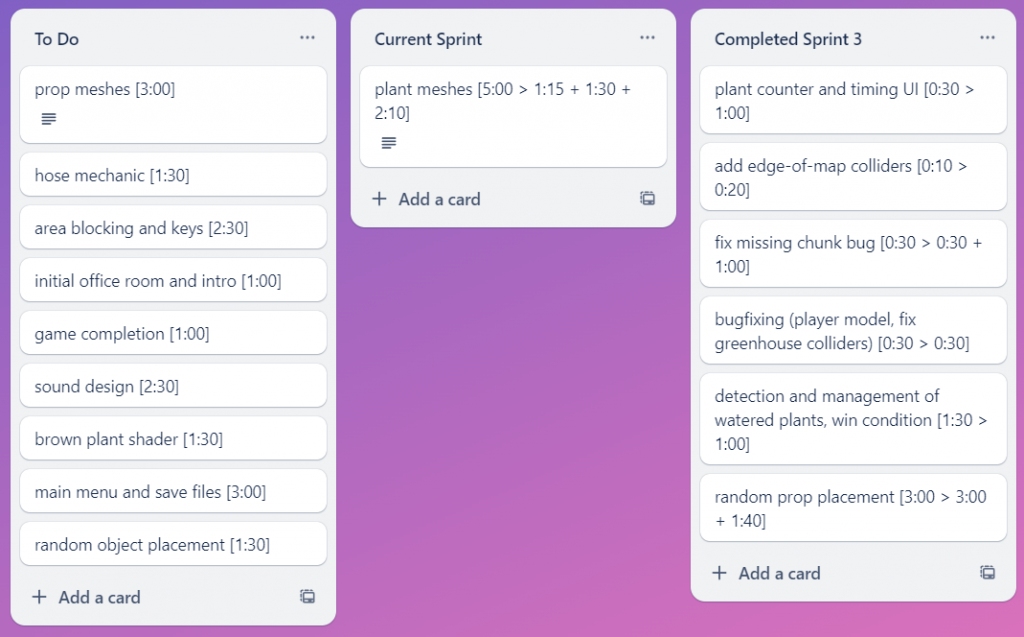 To Do
prop meshes [3:00]
hose mechanic [1:30]
area blocking and keys [2:30]
initial office room and intro [1:00]
game completion [1:00]
sound design [2:30]
brown plant shader [1:30]
main menu and save files [3:00]
random object placement [1:30]
+ Add a card
Current Sprint
plant meshes [5:00 > 1:15 + 1:30 +
2:10]
+ Add a card
Completed Sprint 3
plant counter and timing UI [0:30 >
1:00]
add edge-of-map colliders [0:10 >
0:20]
fix missing chunk bug [0:30 > 0:30 +
1:00]
bugfixing (player model, fix
greenhouse colliders) [0:30 > 0:30]
detection and management of
watered plants, win condition [1:30 >
1:00]
random prop placement [3:00 > 3:00
+ 1:40]
+ Add a card